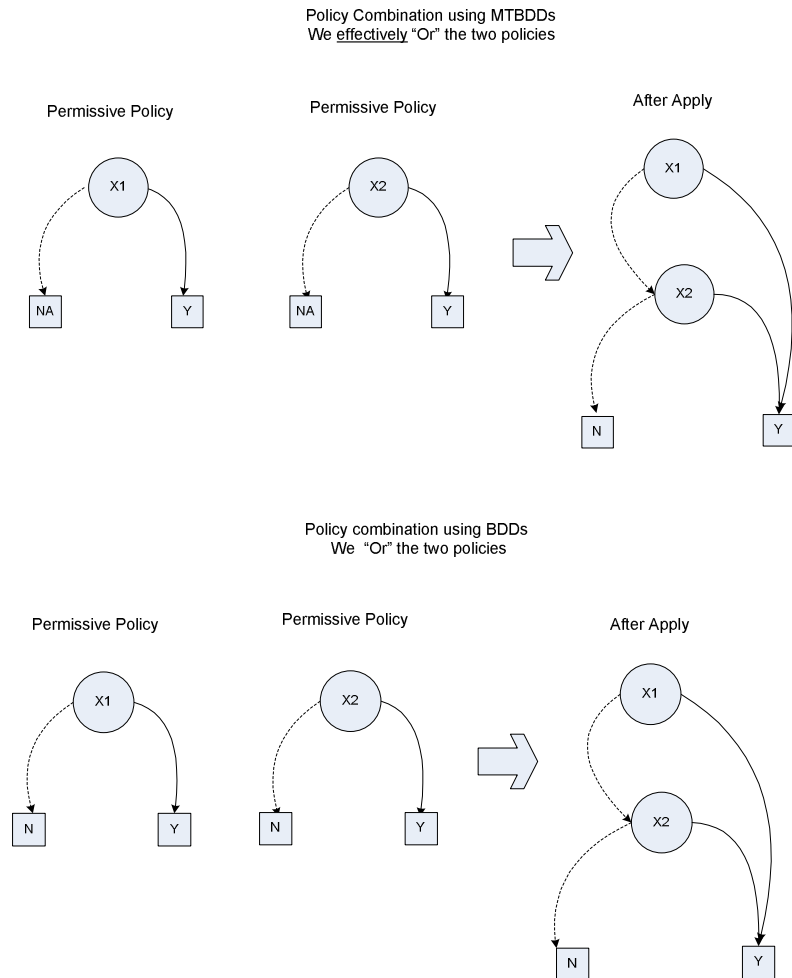 Policy Combination using MTBDDs
We effectively “Or” the two policies
Permissive Policy
Permissive Policy
After Apply
X1
X2
X1
X2
NA
Y
NA
Y
N
Y
Policy combination using BDDs
We “Or” the two policies
Permissive Policy
Permissive Policy
After Apply
X1
X2
X1
X2
N
Y
N
Y
N
Y